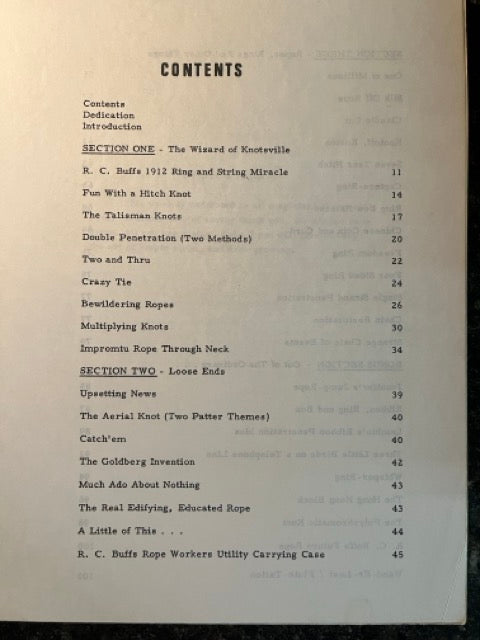 CONTENTS
Contents
Dedication
Introduction
SECTION ONE - The Wizard of Knotsville
R. C. Buffs 1912 Ring and String Miracle 11
Fun With a Hitch Knot 14
The Talisman Knots 17
Double Penetration (Two Methods) 20
Two and Thru 22
Crazy Tie 24
Bewildering Ropes 26
Multiplying Knots 30
Impromtu Rope Through Neck 34
SECTION TWO - Loose Ends
Upsetting News 39
The Aerial Knot (Two Patter Themes) 40
Catch'em 40
The Goldberg Invention 42
Much Ado About Nothing 43
The Real Edifying, Educated Rope 43
A Little of This . . . 44
R. C. Buffs Rope Workers Utility Carrying Case 45